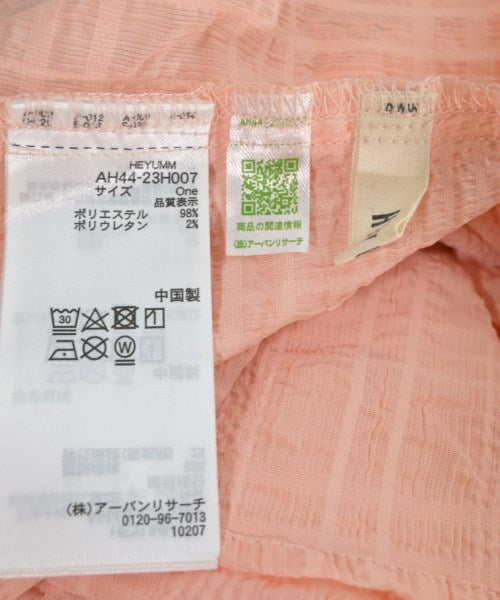 HEYUMM
AH44-23H007
サイズ One
品質表示
ポリエステル 98%
ポリウレタン 2%
中国製
30
W
(株)アーバンリサーチ
0120-96-7013
10207
商品の関連情報
(株)アーバンリサーチ